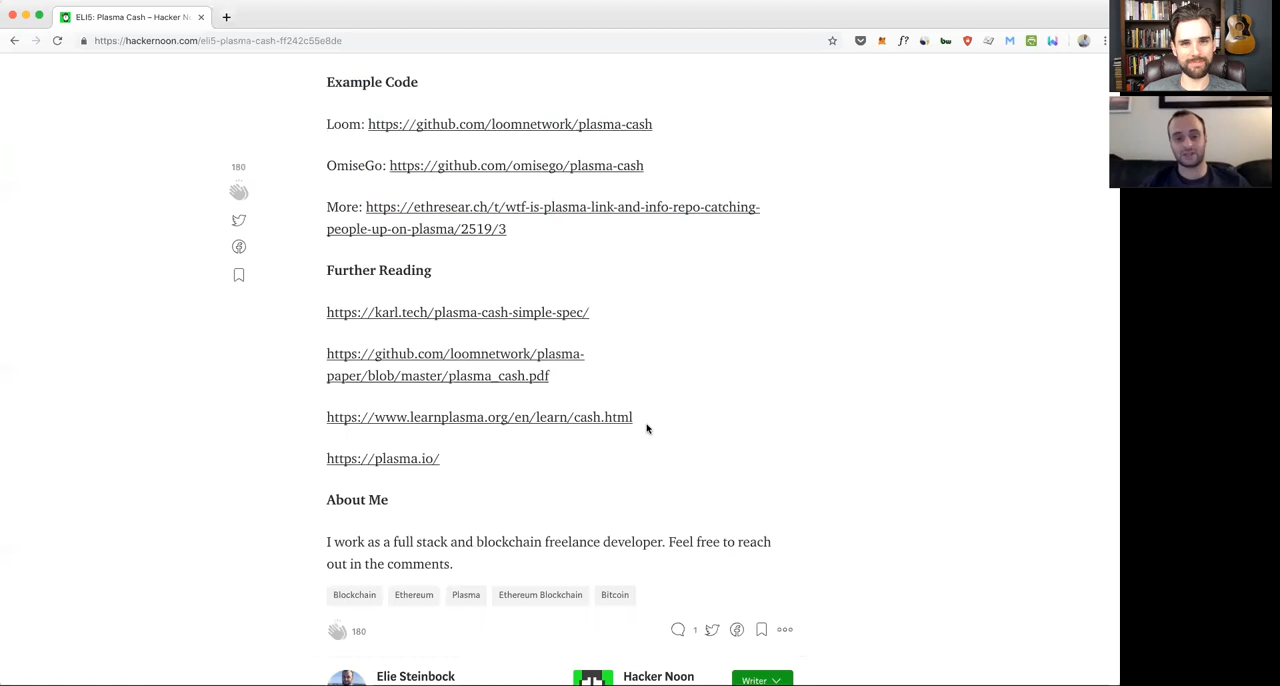 ELI5: Plasma Cash – Hacker N
https://hackernoon.com/eli5-plasma-cash-ff242c55e8de
Example Code
Loom: https://github.com/loomnetwork/plasma-cash
180
OmiseGo: https://github.com/omisego/plasma-cash
More: https://ethresear.ch/t/wtf-is-plasma-link-and-info-repo-catching-
people-up-on-plasma/2519/3
Further Reading
https://karl.tech/plasma-cash-simple-spec/
https://github.com/loomnetwork/plasma-
paper/blob/master/plasma_cash.pdf
https://www.learnplasma.org/en/learn/cash.html
https://plasma.io/
About Me
I work as a full stack and blockchain freelance developer. Feel free to reach
out in the comments.
Blockchain Ethereum Plasma Ethereum Blockchain Bitcoin
180 1
Elie Steinbock Hacker Noon Writer